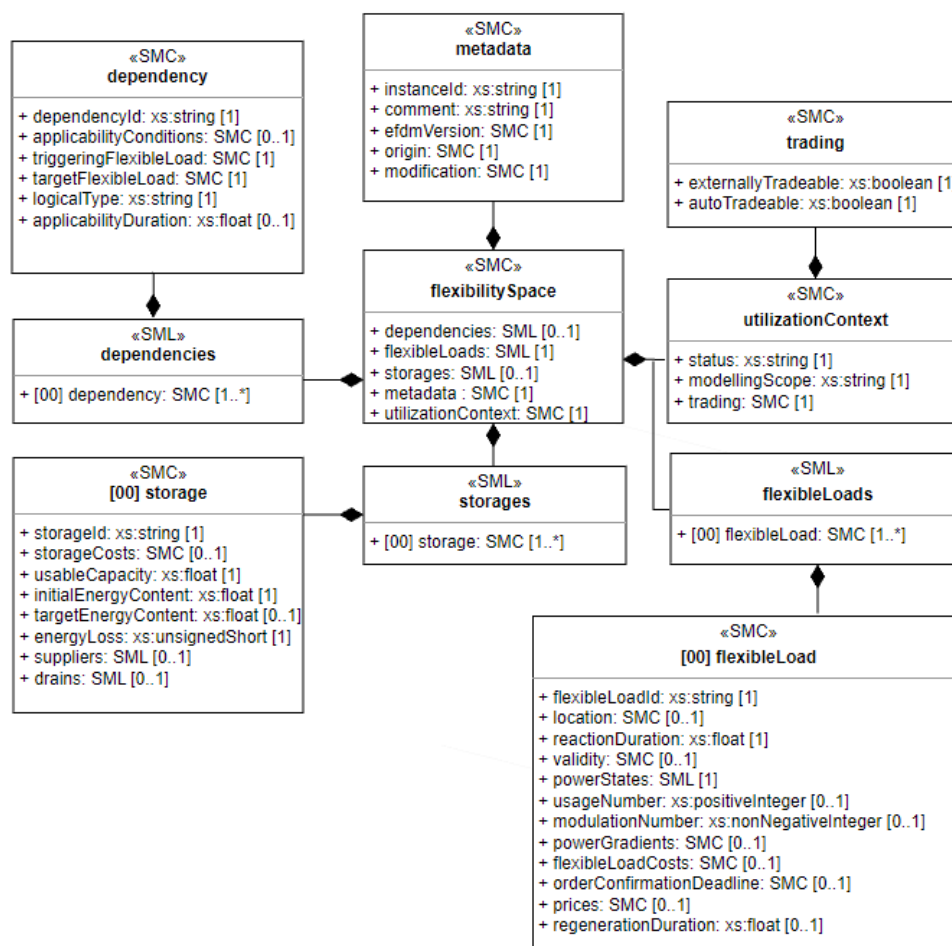 «SMC»
dependency
+ dependencyId: xs:string [1]
+ applicabilityConditions: SMC [0..1]
+ triggeringFlexibleLoad: SMC [1]
+ targetFlexibleLoad: SMC [1]
+ logicalType: xs:string [1]
+ applicabilityDuration: xs:float [0..1]
«SMC»
metadata
+ instanceId: xs:string [1]
+ comment: xs:string [1]
+ efdmVersion: SMC [1]
+ origin: SMC [1]
+ modification: SMC [1]
«SMC»
trading
+ externallyTradeable: xs:boolean [1
+ autoTradeable: xs:boolean [1]
«SML»
dependencies
+ [00] dependency: SMC [1..*]
«SMC»
flexibilitySpace
+ dependencies: SML [0..1]
+ flexibleLoads: SML [1]
+ storages: SML [0..1]
+ metadata : SMC [1]
+ utilizationContext: SMC [1]
«SMC»
utilizationContext
+ status: xs:string [1]
+ modellingScope: xs:string [1]
+ trading: SMC [1]
«SMC»
[00] storage
+ storageId: xs:string [1]
+ storageCosts: SMC [0..1]
+ usableCapacity: xs:float [1]
+ initialEnergyContent: xs:float [1]
+ targetEnergyContent: xs:float [0..1]
+ energyLoss: xs:unsignedShort [1]
+ suppliers: SML [0..1]
+ drains: SML [0..1]
«SML»
storages
+ [00] storage: SMC [1..*]
«SML»
flexibleLoads
+ [00] flexibleLoad: SMC [1..*]
«SMC»
[00] flexibleLoad
+ flexibleLoadId: xs:string [1]
+ location: SMC [0..1]
+ reactionDuration: xs:float [1]
+ validity: SMC [0..1]
+ powerStates: SML [1]
+ usageNumber: xs:positiveInteger [0..1]
+ modulationNumber: xs:nonNegativeInteger [0..1]
+ powerGradients: SMC [0..1]
+ flexibleLoadCosts: SMC [0..1]
+ orderConfirmationDeadline: SMC [0..1]
+ prices: SMC [0..1]
+ regenerationDuration: xs:float [0..1]